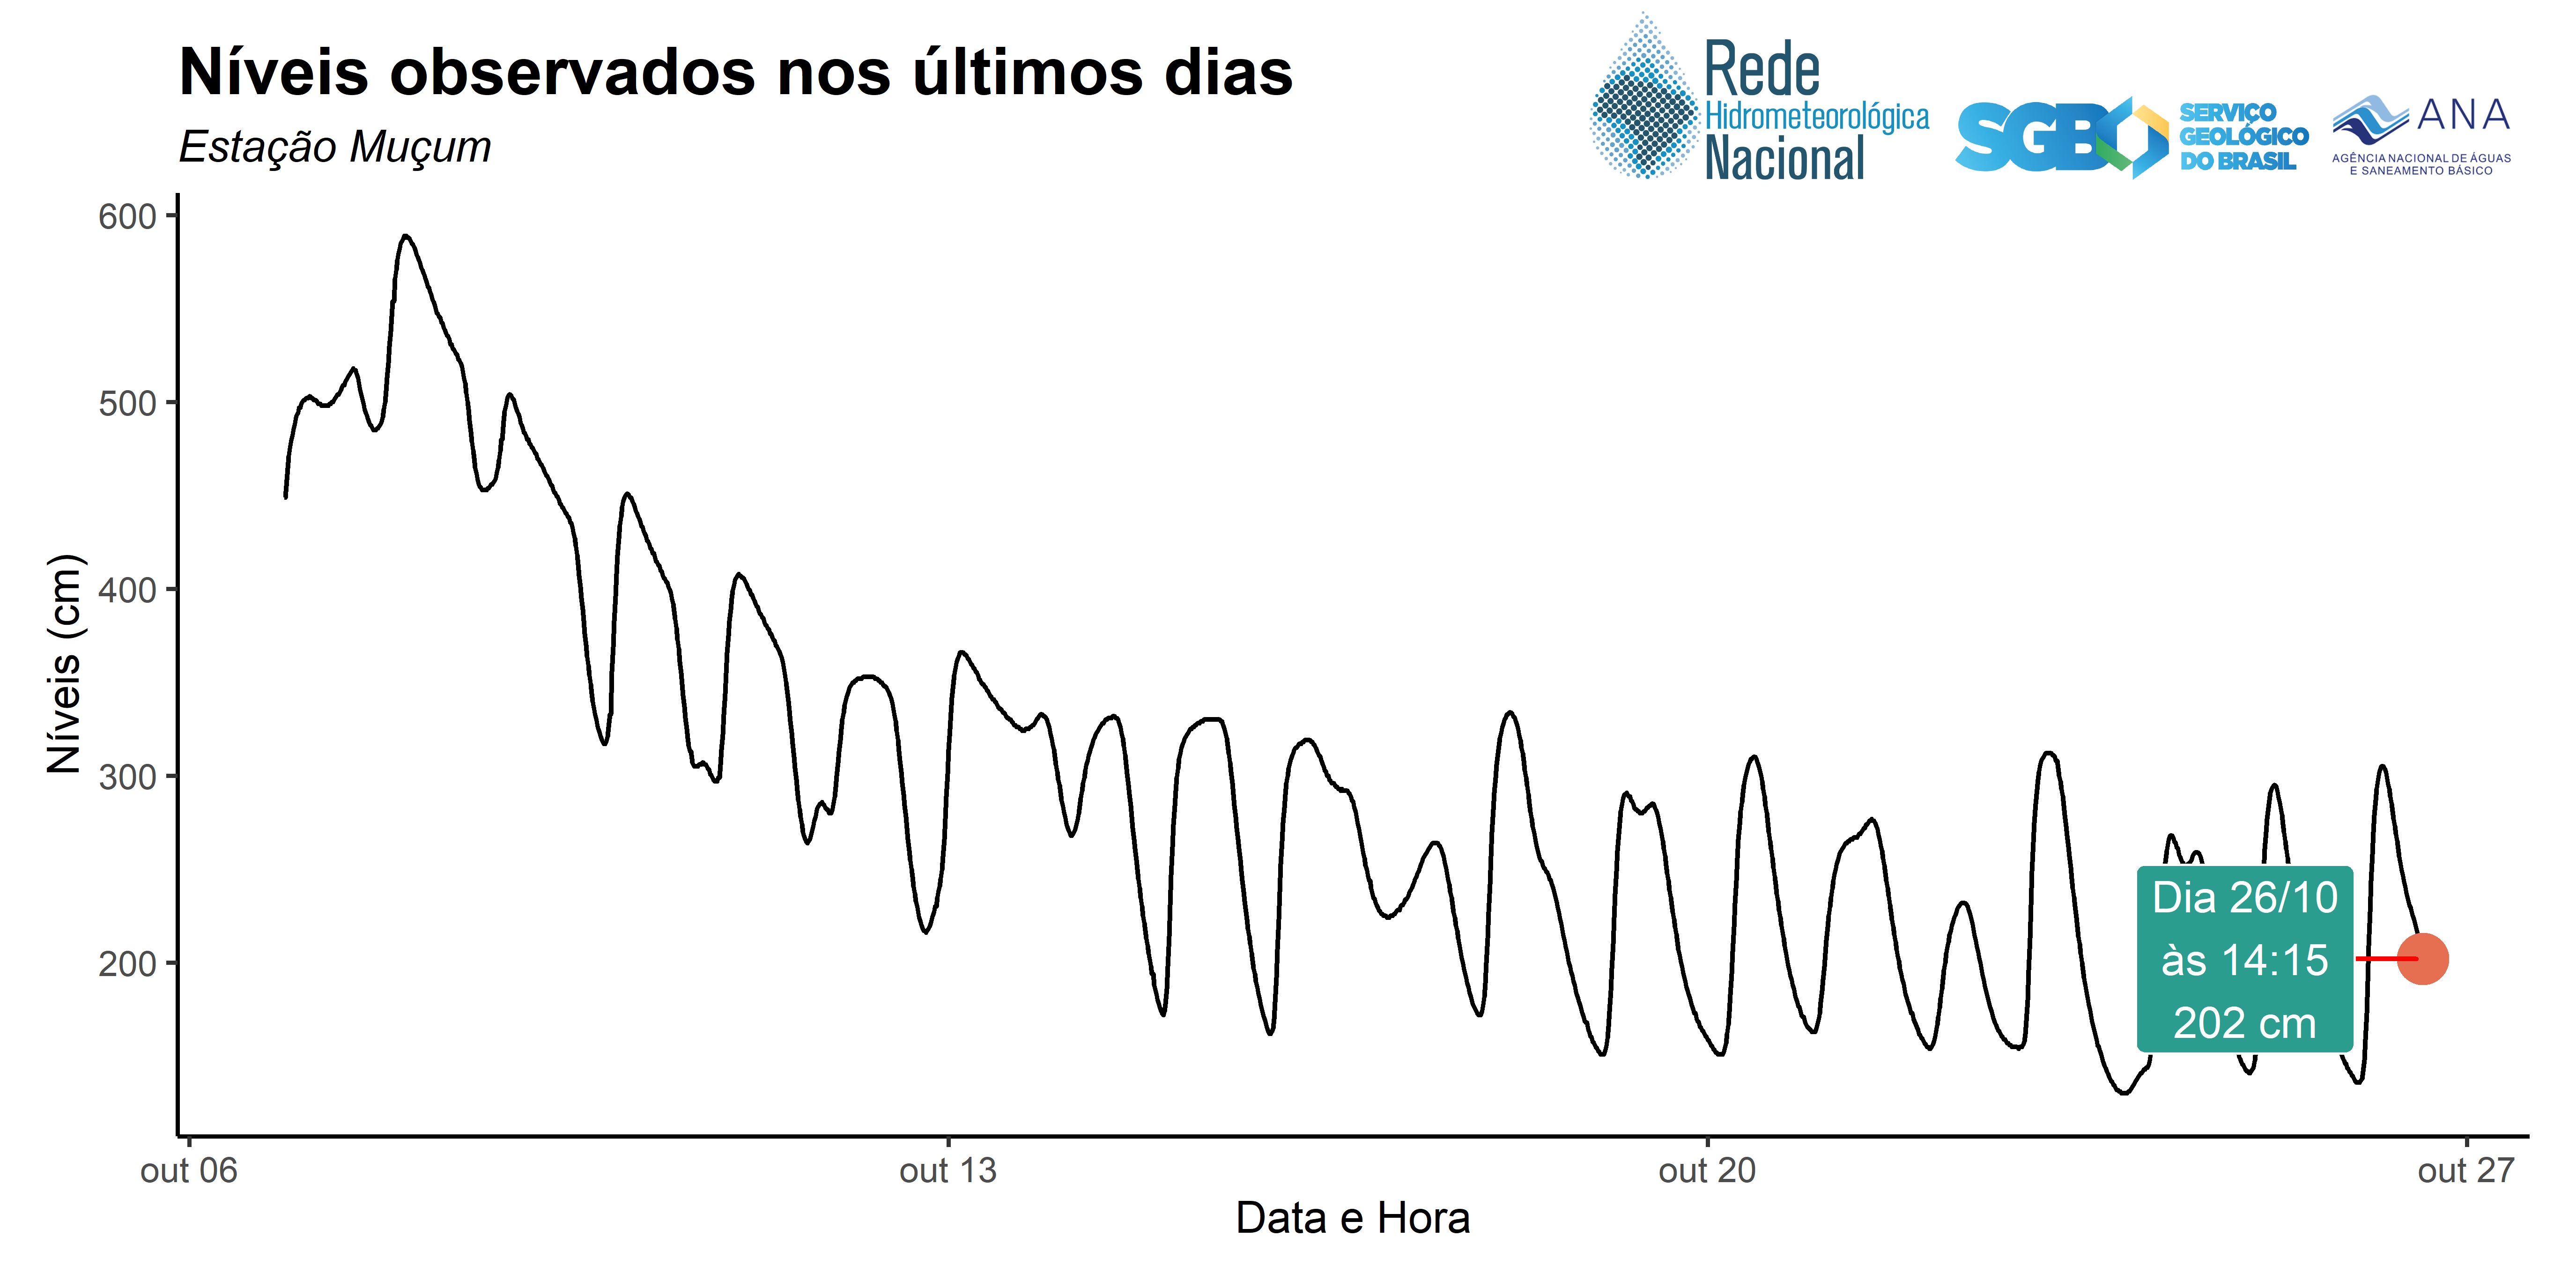 Níveis observados nos últimos dias
Estação Muçum
Rede
Hidrometeorológica
Nacional
SGB
SERVIÇO
GEOLÓGICO
DO BRASIL
ANA
AGÊNCIA NACIONAL DE ÁGUAS
E SANEAMENTO BÁSICO
Níveis (cm)
600
500
400
300
200
Dia 26/10
às 14:15
202 cm
out 06
out 13
out 20
out 27
Data e Hora